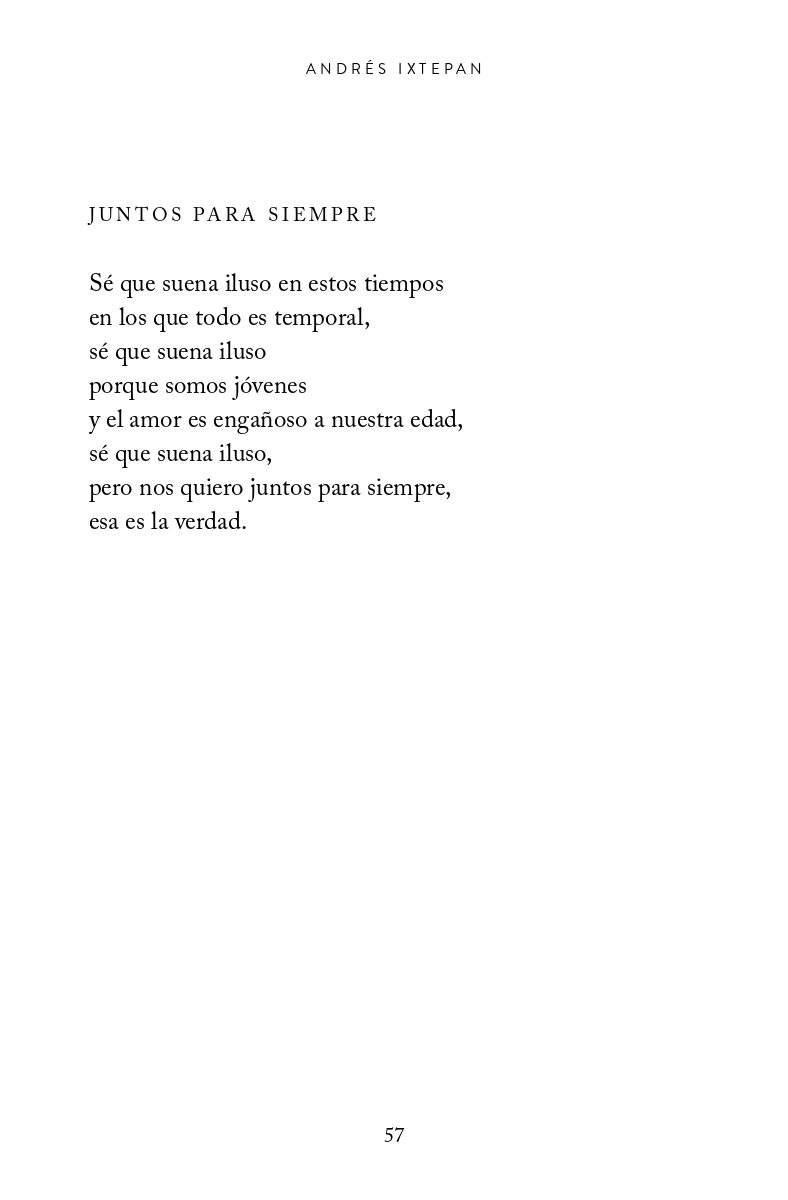 ANDRÉS IXTEPAN
JUNTOS PARA SIEMPRE
Sé que suena iluso en estos tiempos
en los que todo es temporal,
sé que suena iluso
porque somos jóvenes
y el amor es engañoso a nuestra edad,
sé que suena iluso,
pero nos quiero juntos para siempre,
esa es la verdad.
57